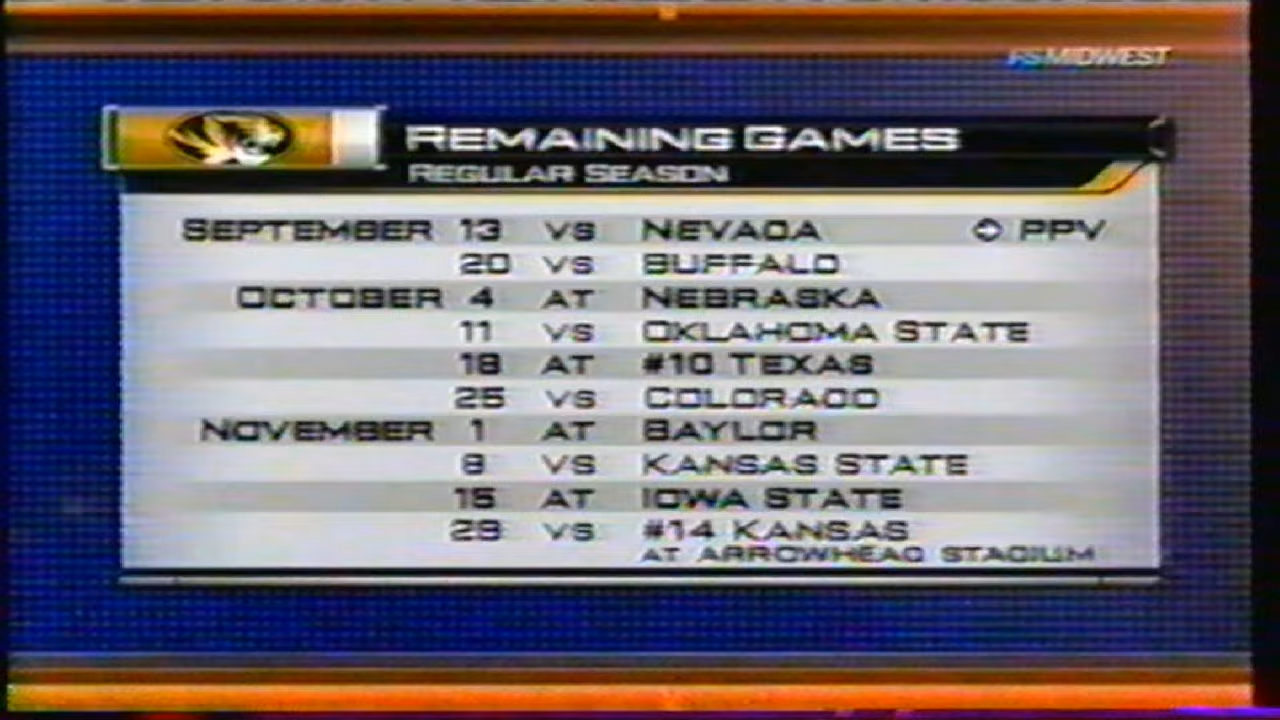 FS MIDWEST
REMAINING GAMES
REGULAR SEASON
SEPTEMBER 13 VS NEVADA PPV
20 VS BUFFALO
OCTOBER 4 AT NEBRASKA
11 VS OKLAHOMA STATE
18 AT #10 TEXAS
25 VS COLORADO
NOVEMBER 1 AT BAYLOR
8 VS KANSAS STATE
15 AT IOWA STATE
29 VS #14 KANSAS
AT ARROWHEAD STADIUM